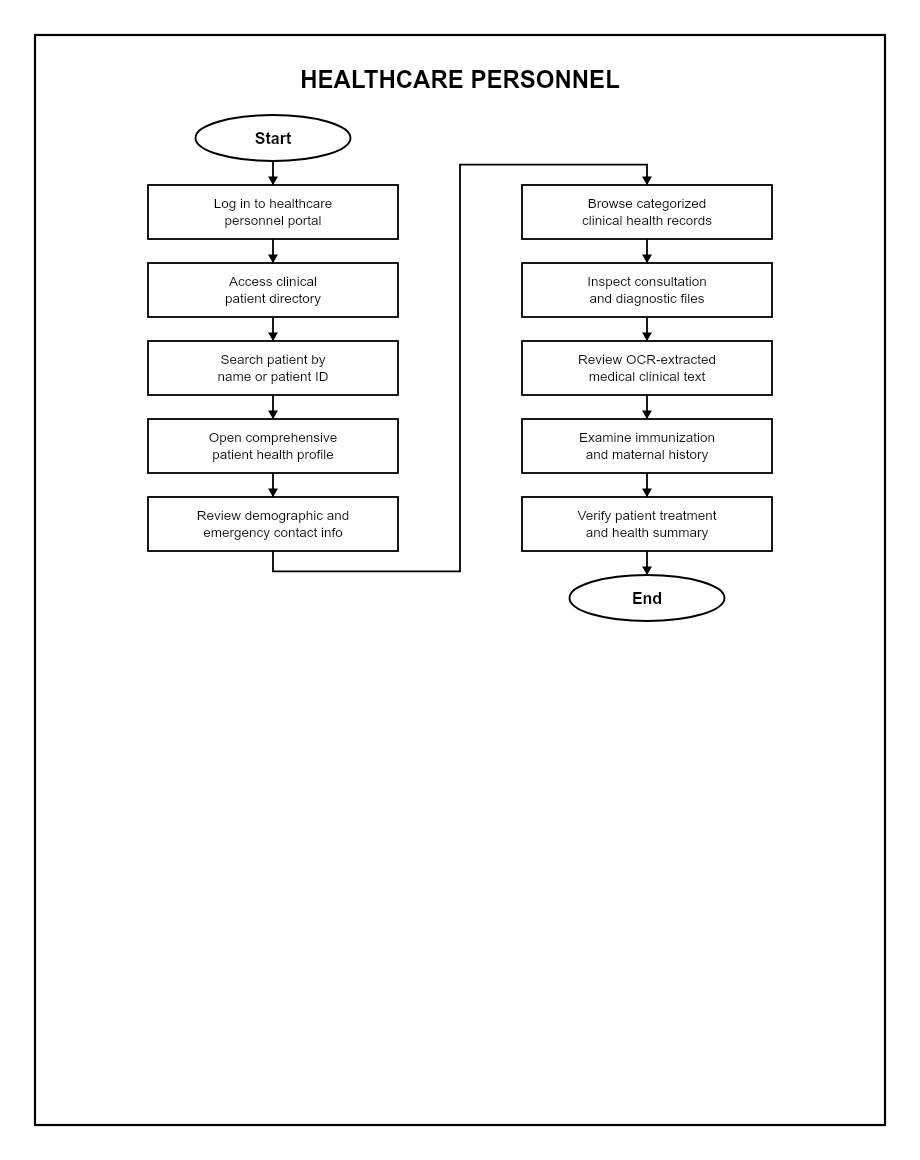 HEALTHCARE PERSONNEL
Start
Log in to healthcare
personnel portal
Access clinical
patient directory
Search patient by
name or patient ID
Open comprehensive
patient health profile
Review demographic and
emergency contact info
Browse categorized
clinical health records
Inspect consultation
and diagnostic files
Review OCR-extracted
medical clinical text
Examine immunization
and maternal history
Verify patient treatment
and health summary
End